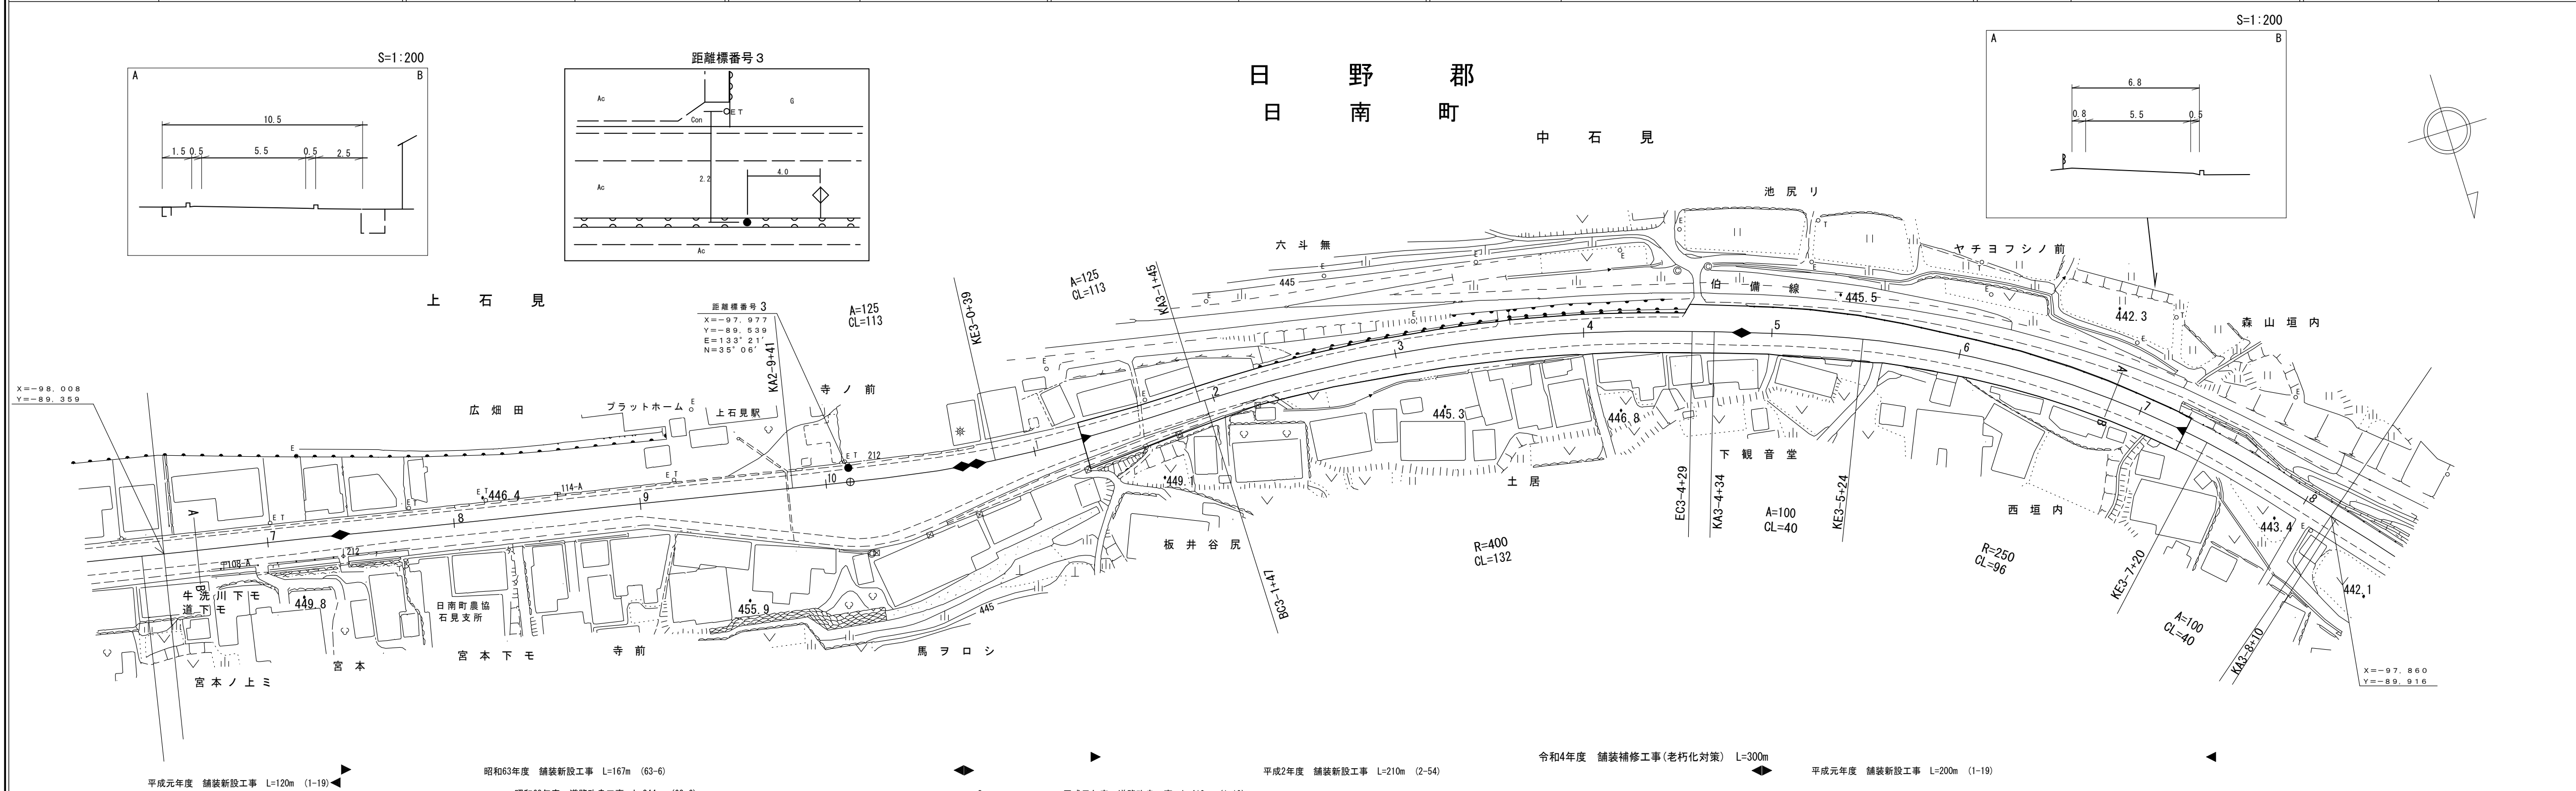 S=1:200
A
B
10.5
1.5 0.5 5.5 0.5 2.5
距離標番号３
Ac
G
ET
Con
2.2
4.0
Ac
Ac
日野郡
日南町
中石見
S=1:200
A
B
6.8
0.8 5.5 0.5
上石見
距離標番号 3
X=-97, 977
Y=-89, 539
E=133°21′
N=35°06′
A=125
CL=113
KA2-9+41
KE3-0+39
A=125
CL=113
KA3-1+45
六斗無
445
池尻リ
伯備線
445.5
ヤチヨフシノ前
442.3
森山垣内
X=-98, 008
Y=-89, 359
広畑田
プラットホーム
上石見駅
寺ノ前
ET 212
446.4
114-A
7
8
9
10
1
2
3
4
5
6
7
8
A
B
212
108-A
牛洗川下モ
道下モ
449.8
日南町農協
石見支所
455.9
445
449.1
445.3
446.8
土居
下観音堂
板井谷尻
BC3-1+47
R=400
CL=132
EC3-4+29
KA3-4+34
A=100
CL=40
KE3-5+24
西垣内
R=250
CL=96
A
B
KE3-7+20
443.4
442.1
A=100
CL=40
KA3-8+10
X=-97, 860
Y=-89, 916
宮本ノ上ミ
宮本
宮本下モ
寺前
馬ヲロシ
令和4年度 舗装補修工事(老朽化対策) L=300m
昭和63年度 舗装新設工事 L=167m (63-6)
平成2年度 舗装新設工事 L=210m (2-54)
平成元年度 舗装新設工事 L=200m (1-19)
平成元年度 舗装新設工事 L=120m (1-19)